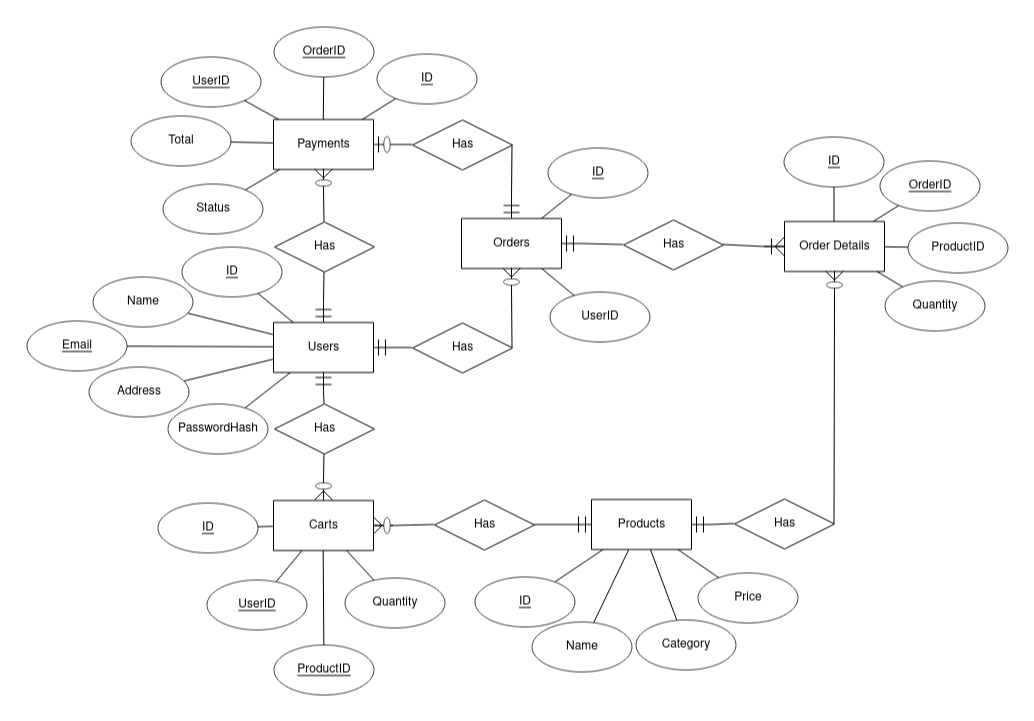 OrderID
UserID
ID
Total
Payments
Has
Status
ID
ID
OrderID
Has
Orders
Has
Order Details
ProductID
ID
Name
Quantity
UserID
Email
Users
Has
Address
PasswordHash
Has
ID
Carts
Has
Products
Has
UserID
Quantity
ID
Price
Name
Category
ProductID